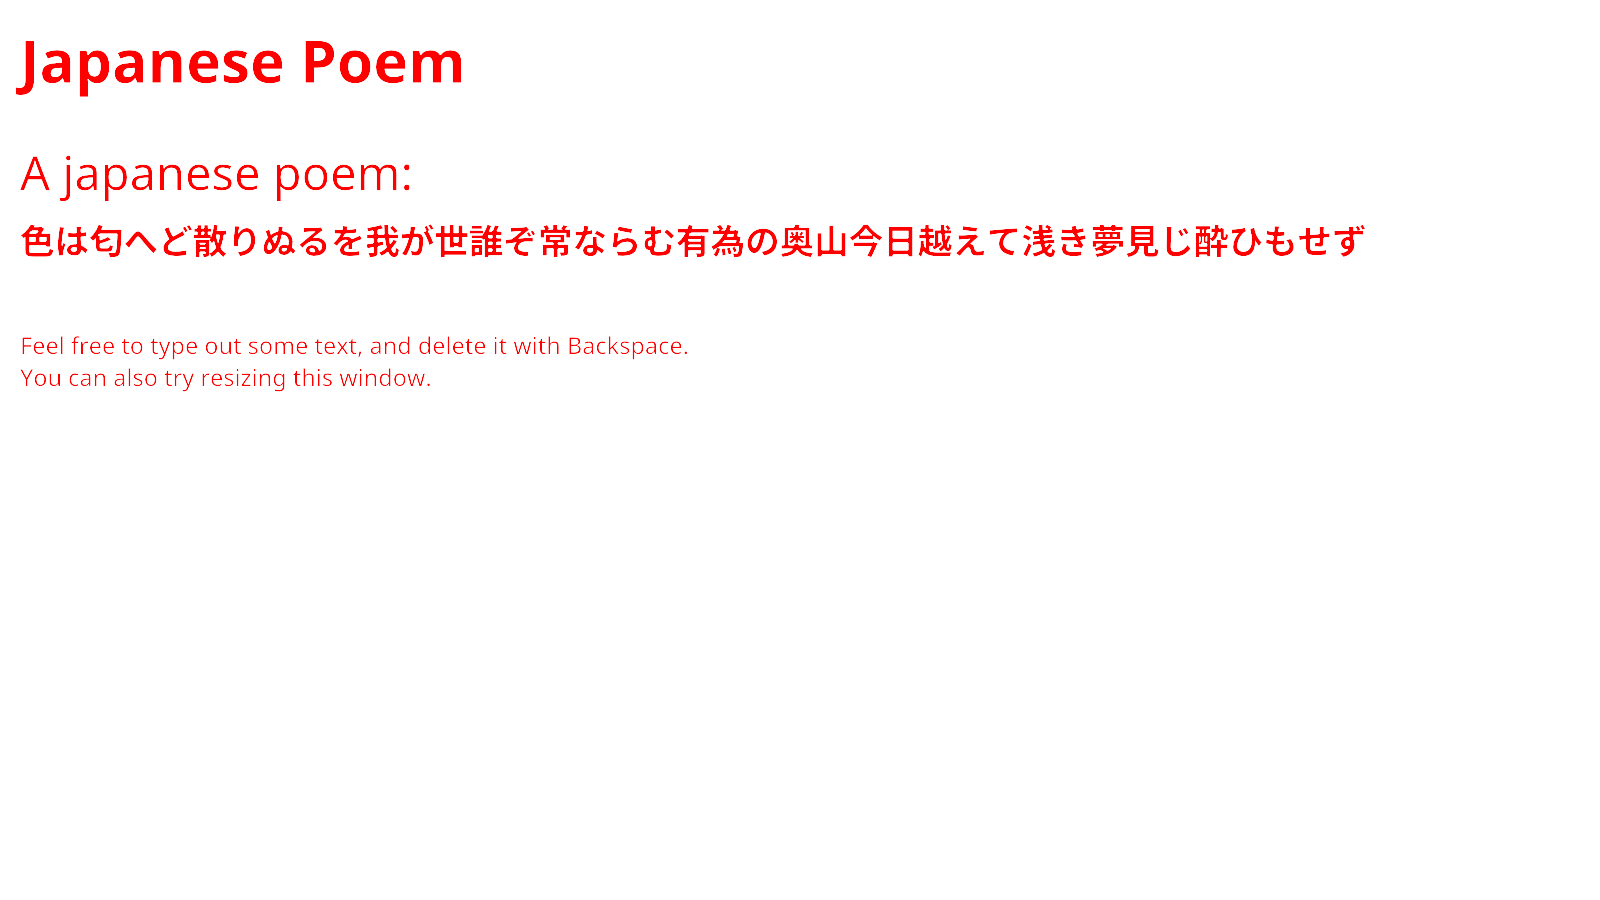 Japanese Poem
A japanese poem:
色は匂へど散りぬるを我が世誰ぞ常ならむ有為の奥山今日越えて浅き夢見じ酔ひもせず
Feel free to type out some text, and delete it with Backspace.
You can also try resizing this window.